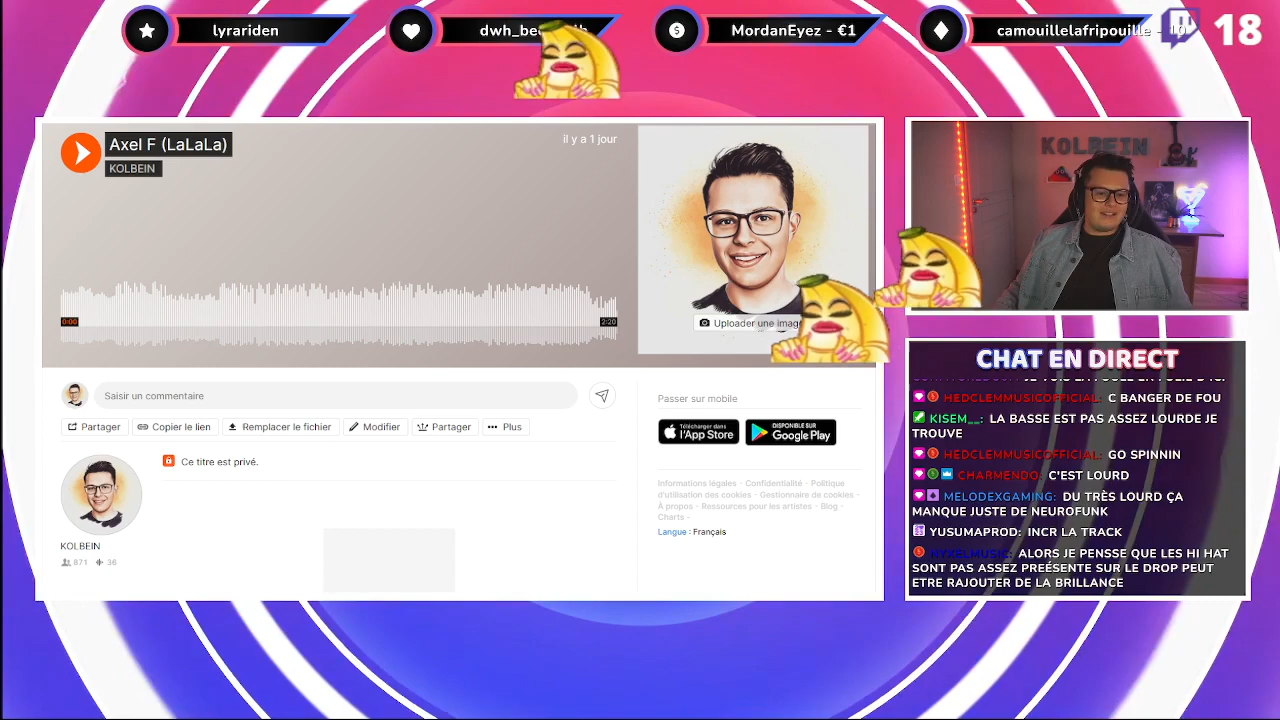 lyrariden
MordanEyez - €1
camouillelafripouille
18
Axel F (LaLaLa)
KOLBEIN
il y a 1 jour
0:00
2:20
Uploader une image
KOLBEIN
Saisir un commentaire
Partager
Copier le lien
Remplacer le fichier
Modifier
Partager
Plus
Ce titre est privé.
KOLBEIN
871
36
Passer sur mobile
Télécharger dans
l'App Store
DISPONIBLE SUR
Google Play
Informations légales - Confidentialité - Politique
d'utilisation des cookies - Gestionnaire de cookies -
À propos - Ressources pour les artistes - Blog -
Charts -
Langue : Français
CHAT EN DIRECT
HEDCLEMMUSICOFFICIAL: C BANGER DE FOU
KISEM__: LA BASSE EST PAS ASSEZ LOURDE JE
TROUVE
HEDCLEMMUSICOFFICIAL: GO SPINNIN
CHARMENDO: C'EST LOURD
MELODEXGAMING: DU TRÈS LOURD ÇA
MANQUE JUSTE DE NEUROFUNK
YUSUMAPROD: INCR LA TRACK
NYXELMUSIC: ALORS JE PENSSE QUE LES HI HAT
SONT PAS ASSEZ PREÉSENTE SUR LE DROP PEUT
ETRE RAJOUTER DE LA BRILLANCE